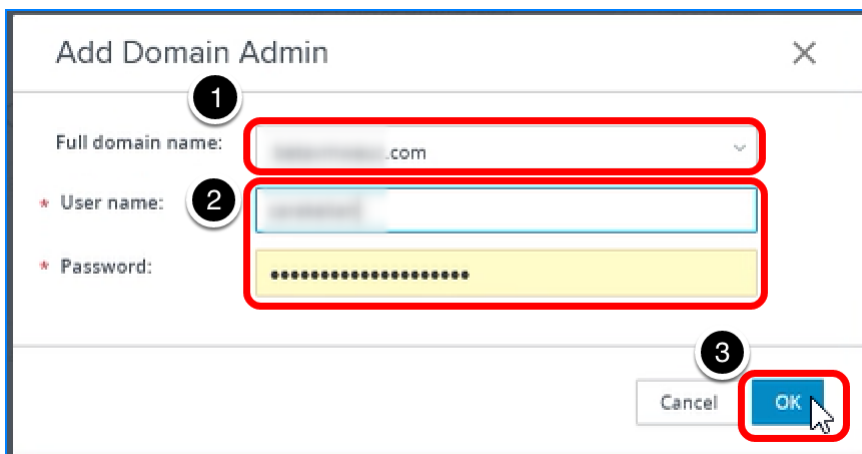 Add Domain Admin
1
Full domain name: .com
* User name: 2
* Password: ••••••••••••••••••••
3
Cancel OK